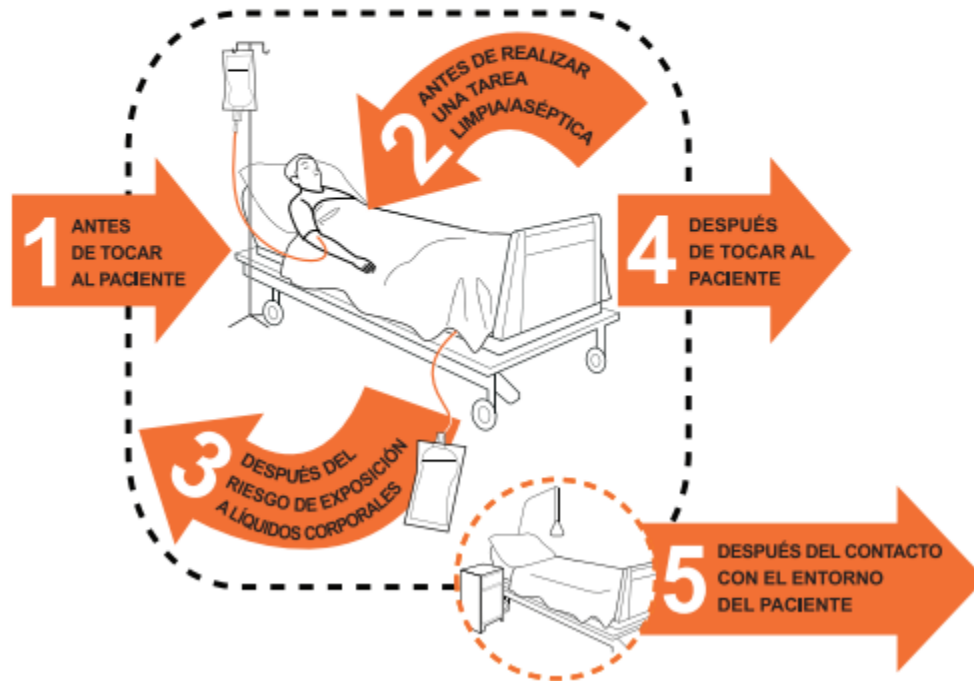 1
ANTES
DE TOCAR
AL PACIENTE
2
ANTES DE REALIZAR
UNA TAREA
LIMPIA/ASÉPTICA
3
DESPUÉS DEL
RIESGO DE EXPOSICIÓN
A LÍQUIDOS CORPORALES
4
DESPUÉS
DE TOCAR AL
PACIENTE
5
DESPUÉS DEL CONTACTO
CON EL ENTORNO
DEL PACIENTE